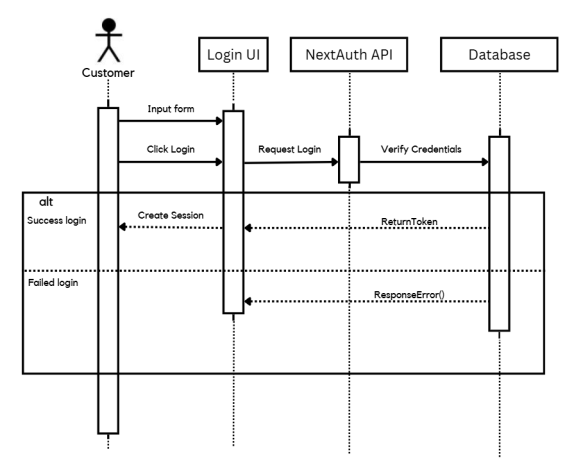 Customer
Login UI
NextAuth API
Database
Input form
Click Login
Request Login
Verify Credentials
alt
Success login
Create Session
ReturnToken
Failed login
ResponseError()